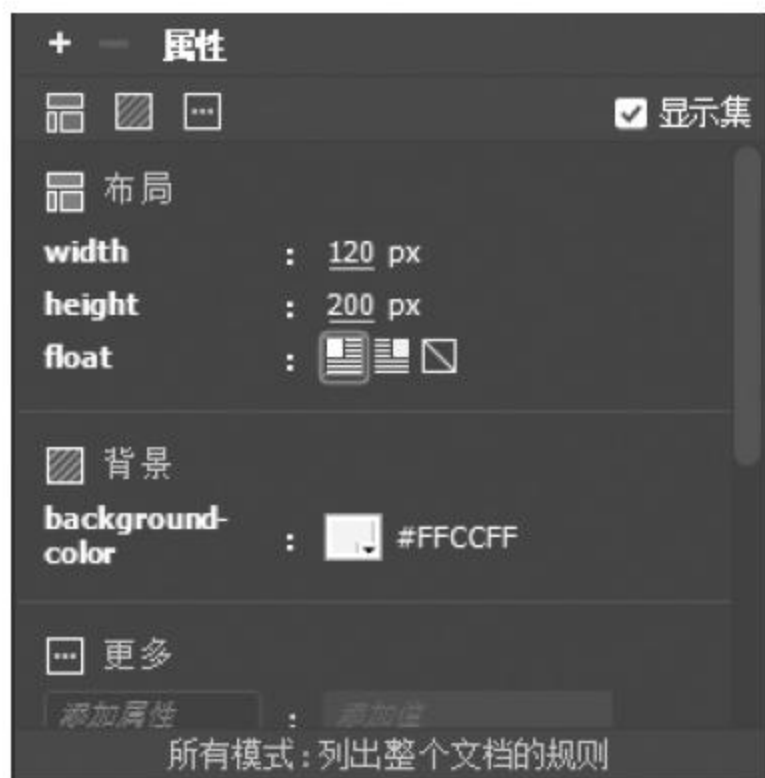 + − 属性
显示集
布局
width : 120 px
height : 200 px
float :
背景
background-
color : #FFCCFF
更多
添加属性 : 添加值
所有模式:列出整个文档的规则